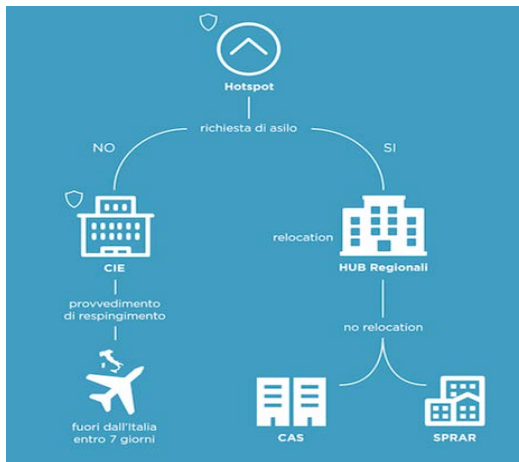 Hotspot
richiesta di asilo
NO
SI
relocation
CIE
HUB Regionali
provvedimento
di respingimento
no relocation
fuori dall'Italia
entro 7 giorni
CAS
SPRAR